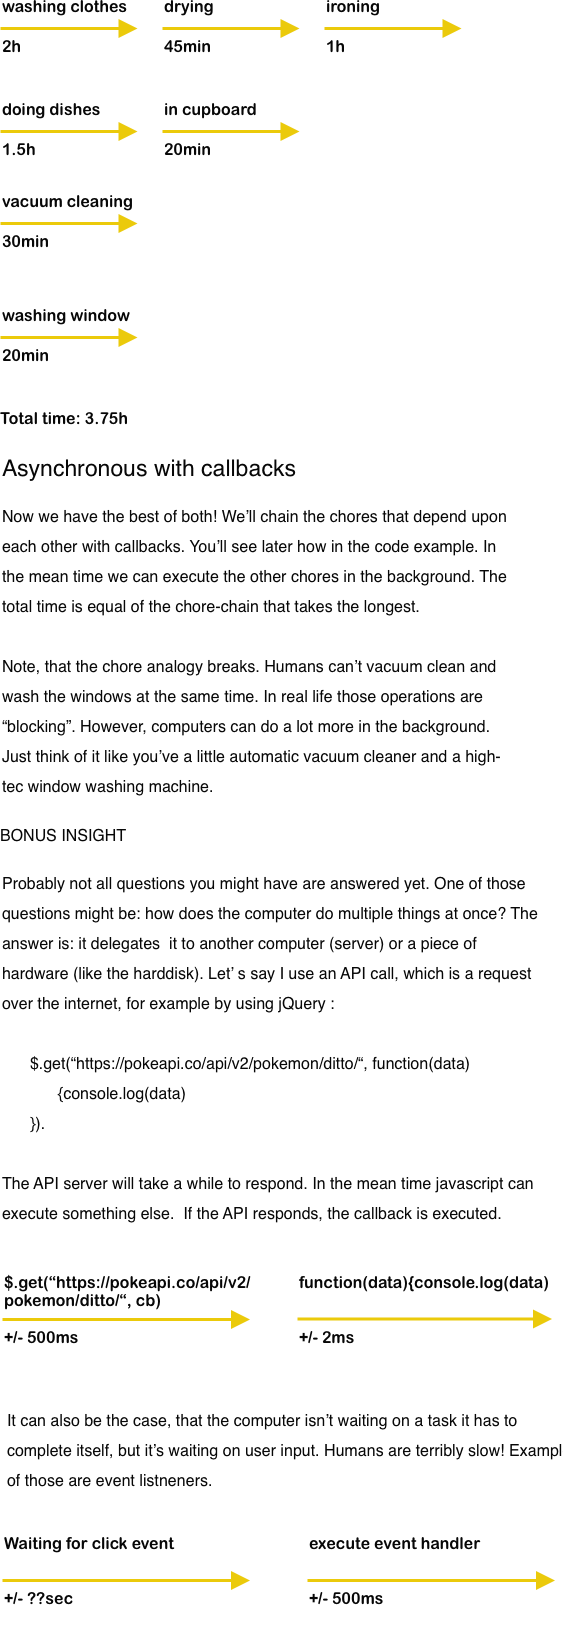 washing clothes drying ironing
2h 45min 1h
doing dishes in cupboard
1.5h 20min
vacuum cleaning
30min
washing window
20min
Total time: 3.75h
Asynchronous with callbacks
Now we have the best of both! We’ll chain the chores that depend upon
each other with callbacks. You’ll see later how in the code example. In
the mean time we can execute the other chores in the background. The
total time is equal of the chore-chain that takes the longest.
Note, that the chore analogy breaks. Humans can’t vacuum clean and
wash the windows at the same time. In real life those operations are
“blocking”. However, computers can do a lot more in the background.
Just think of it like you’ve a little automatic vacuum cleaner and a high-
tec window washing machine.
BONUS INSIGHT
Probably not all questions you might have are answered yet. One of those
questions might be: how does the computer do multiple things at once? The
answer is: it delegates  it to another computer (server) or a piece of
hardware (like the harddisk). Let’ s say I use an API call, which is a request
over the internet, for example by using jQuery :
$.get(“https://pokeapi.co/api/v2/pokemon/ditto/“, function(data)
{console.log(data)
}).
The API server will take a while to respond. In the mean time javascript can
execute something else.  If the API responds, the callback is executed.
$.get(“https://pokeapi.co/api/v2/ function(data){console.log(data)
pokemon/ditto/“, cb)
+/- 500ms +/- 2ms
It can also be the case, that the computer isn’t waiting on a task it has to
complete itself, but it’s waiting on user input. Humans are terribly slow! Exampl
of those are event listneners.
Waiting for click event execute event handler
+/- ??sec +/- 500ms